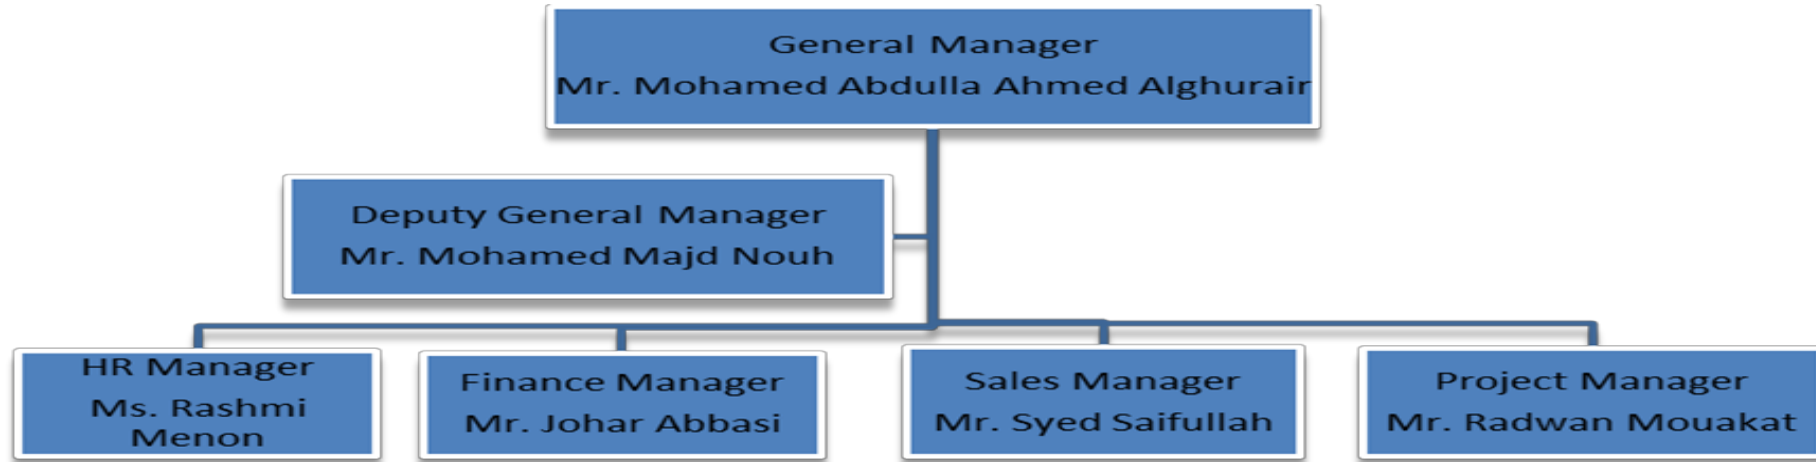 General Manager
Mr. Mohamed Abdulla Ahmed Alghurair
Deputy General Manager
Mr. Mohamed Majd Nouh
HR Manager
Ms. Rashmi
Menon
Finance Manager
Mr. Johar Abbasi
Sales Manager
Mr. Syed Saifullah
Project Manager
Mr. Radwan Mouakat